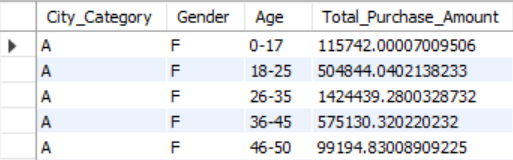 City_Category Gender Age Total_Purchase_Amount
A F 0-17 115742.00007009506
A F 18-25 504844.0402138233
A F 26-35 1424439.2800328732
A F 36-45 575130.320220232
A F 46-50 99194.83008909225